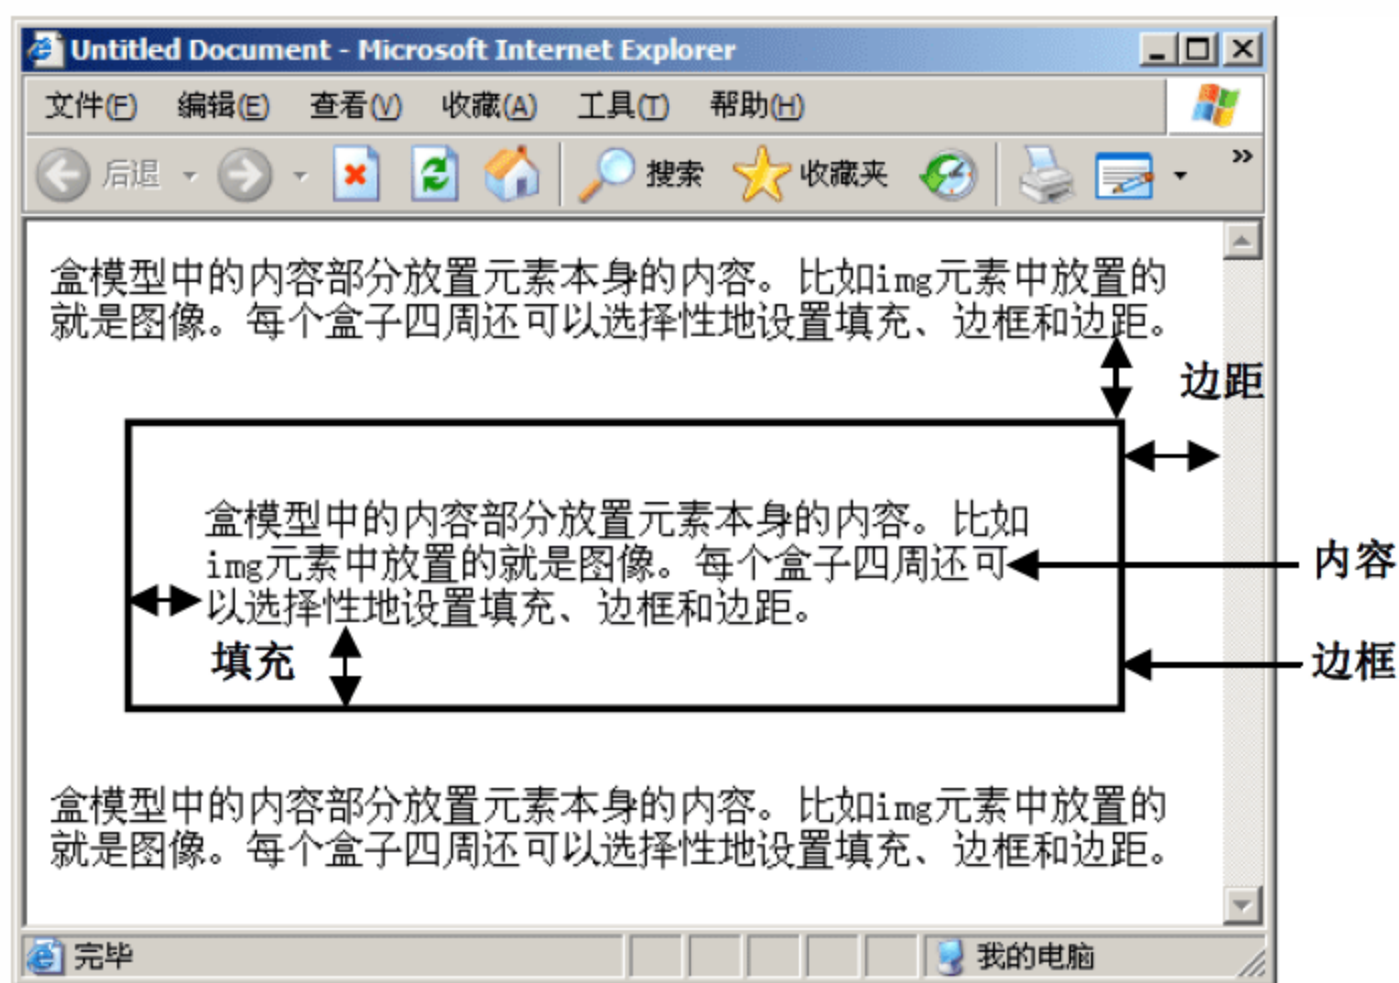 Untitled Document - Microsoft Internet Explorer
文件(F) 编辑(E) 查看(V) 收藏(A) 工具(T) 帮助(H)
后退 搜索 收藏夹 »
盒模型中的内容部分放置元素本身的内容。比如img元素中放置的
就是图像。每个盒子四周还可以选择性地设置填充、边框和边距。
边距
盒模型中的内容部分放置元素本身的内容。比如
img元素中放置的就是图像。每个盒子四周还可
以选择性地设置填充、边框和边距。
内容
填充
边框
盒模型中的内容部分放置元素本身的内容。比如img元素中放置的
就是图像。每个盒子四周还可以选择性地设置填充、边框和边距。
完毕 我的电脑